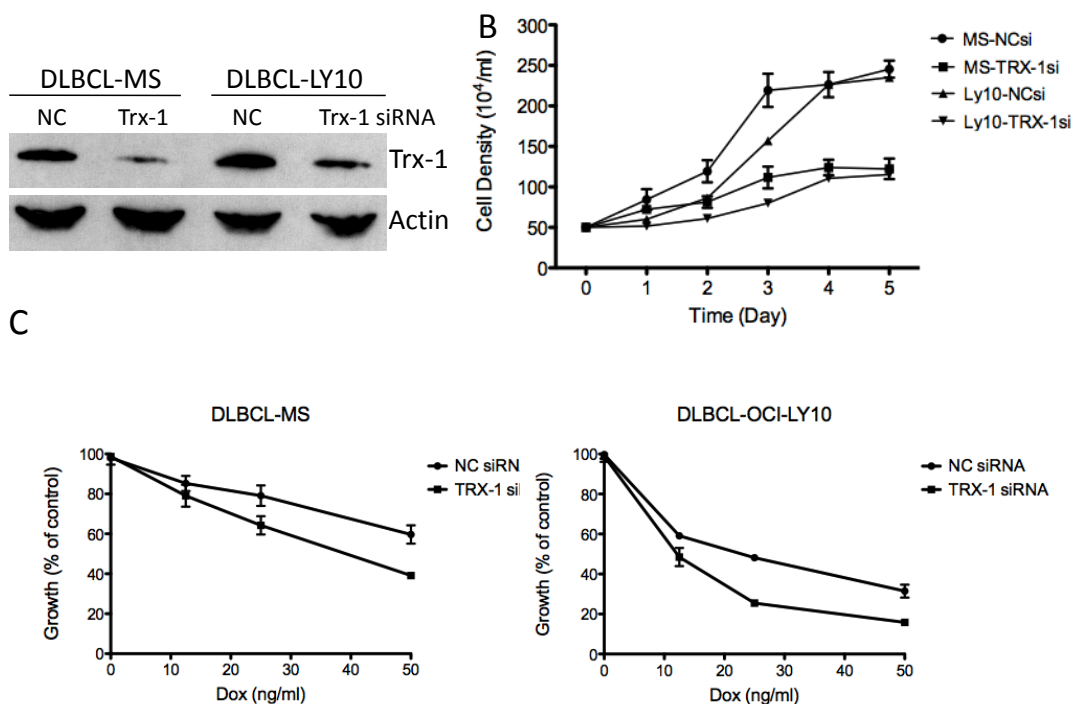 DLBCL-MS DLBCL-LY10
NC Trx-1 NC Trx-1 siRNA
Trx-1
Actin
B
300
250
200
150
100
50
0
Cell Density (10⁴/ml)
0 1 2 3 4 5
Time (Day)
MS-NCsi
MS-TRX-1si
Ly10-NCsi
Ly10-TRX-1si
C
DLBCL-MS
100
80
60
40
20
0
Growth (% of control)
0 10 20 30 40 50
Dox (ng/ml)
NC siRN
TRX-1 si
DLBCL-OCI-LY10
100
80
60
40
20
0
Growth (% of control)
0 10 20 30 40 50
Dox (ng/ml)
NC siRNA
TRX-1 siRNA